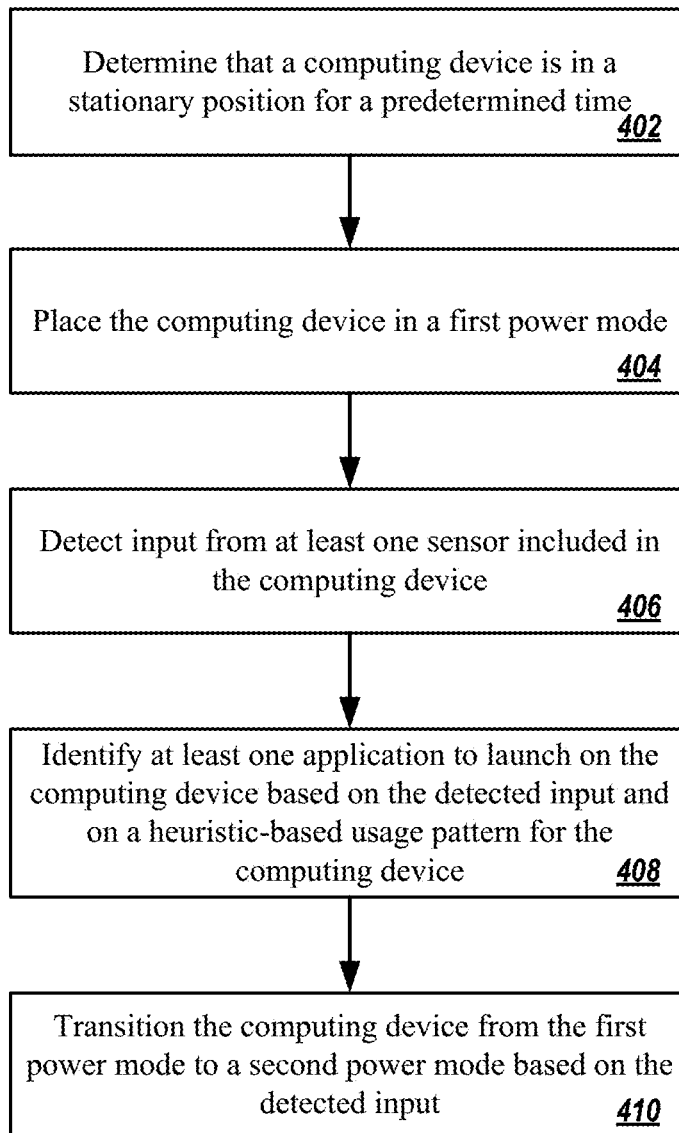 Determine that a computing device is in a
stationary position for a predetermined time
402
Place the computing device in a first power mode
404
Detect input from at least one sensor included in
the computing device
406
Identify at least one application to launch on the
computing device based on the detected input and
on a heuristic-based usage pattern for the
computing device
408
Transition the computing device from the first
power mode to a second power mode based on the
detected input
410